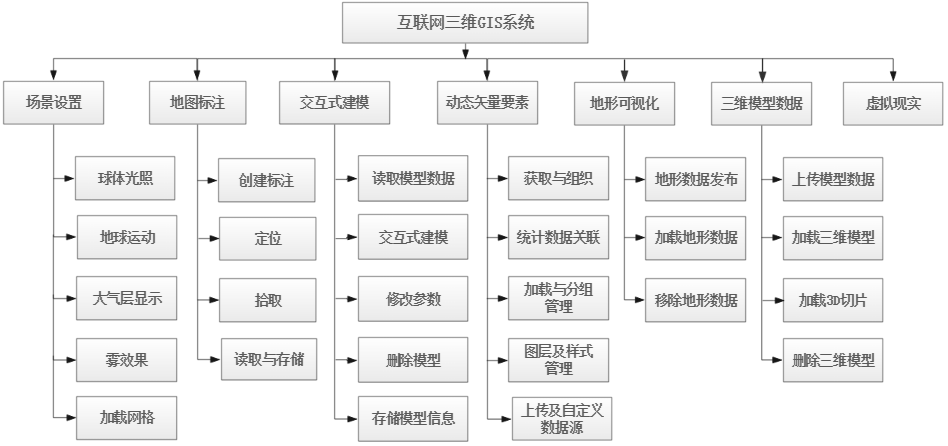 互联网三维GIS系统
场景设置
地图标注
交互式建模
动态矢量要素
地形可视化
三维模型数据
虚拟现实
球体光照
地球运动
大气层显示
雾效果
加载网格
创建标注
定位
拾取
读取与存储
读取模型数据
交互式建模
修改参数
删除模型
存储模型信息
获取与组织
统计数据关联
加载与分组
管理
图层及样式
管理
上传及自定义
数据源
地形数据发布
加载地形数据
移除地形数据
上传模型数据
加载三维模型
加载3D切片
删除三维模型